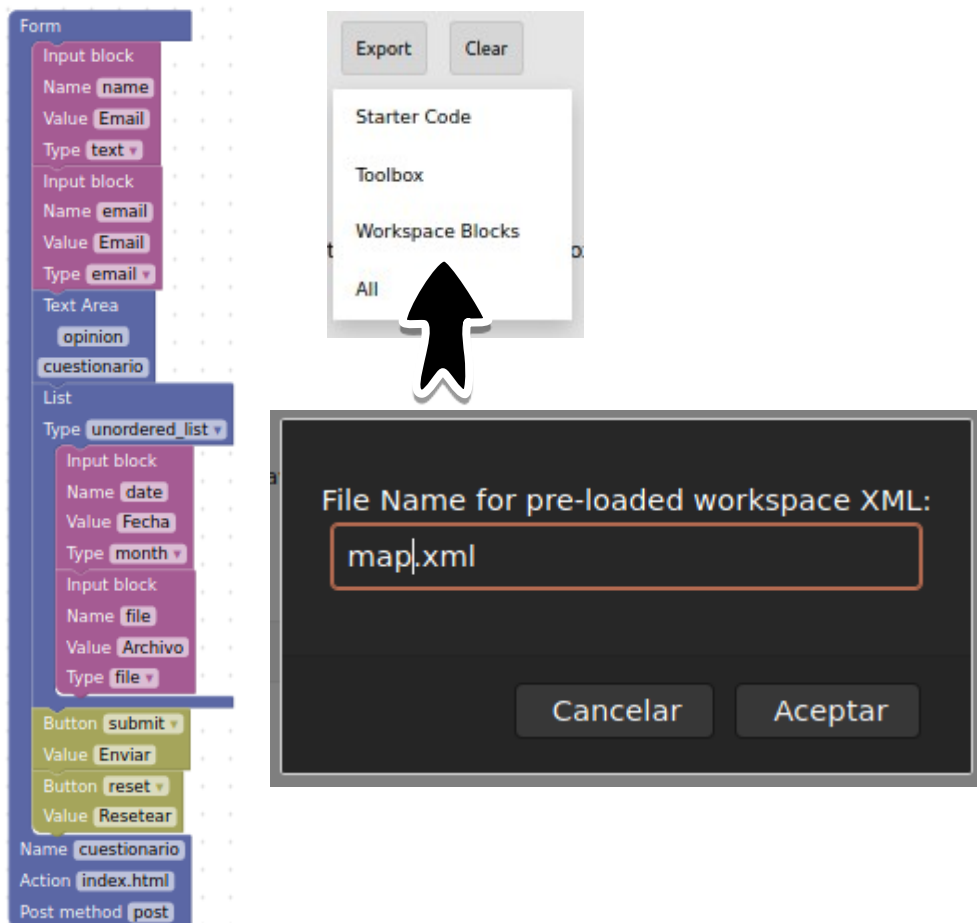 Form
Input block
Name name
Value Email
Type text
Input block
Name email
Value Email
Type email
Text Area
opinion
cuestionario
List
Type unordered_list
Input block
Name date
Value Fecha
Type month
Input block
Name file
Value Archivo
Type file
Button submit
Value Enviar
Button reset
Value Resetear
Name cuestionario
Action index.html
Post method post
Export Clear
Starter Code
Toolbox
Workspace Blocks
All
File Name for pre-loaded workspace XML:
map.xml
Cancelar Aceptar